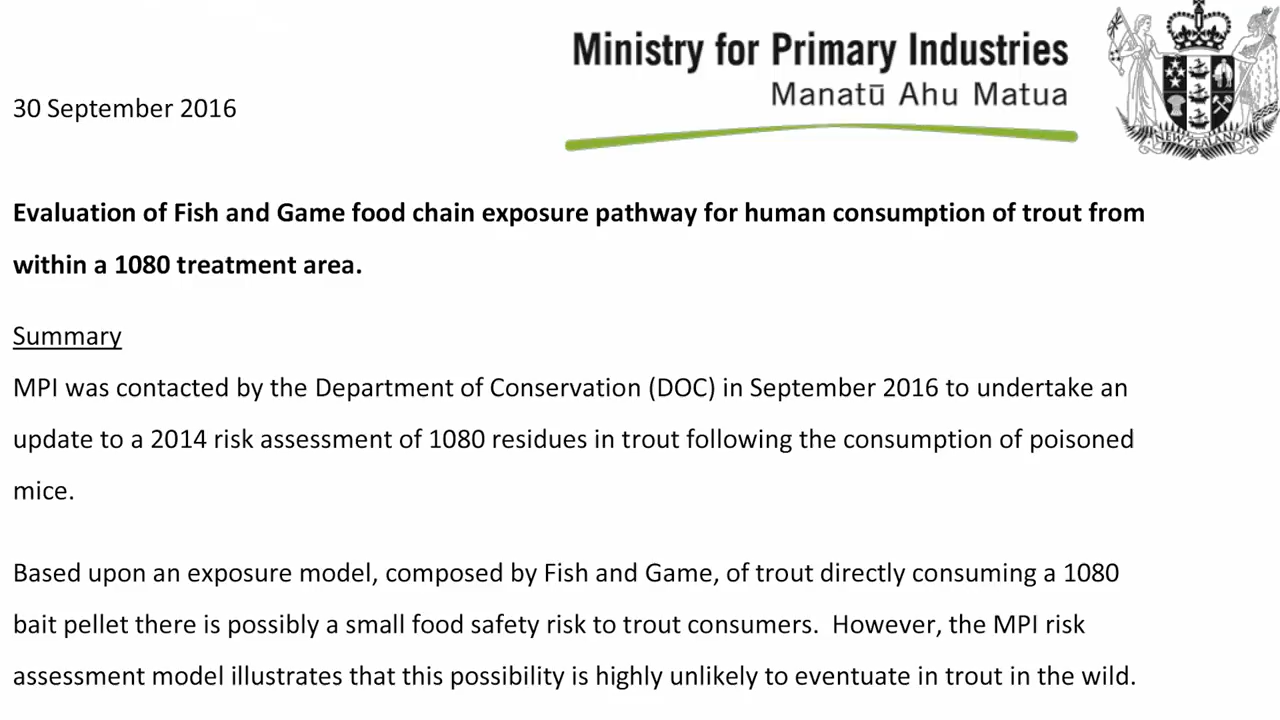 Ministry for Primary Industries
Manatū Ahu Matua
NEW ZEALAND
30 September 2016
Evaluation of Fish and Game food chain exposure pathway for human consumption of trout from
within a 1080 treatment area.
Summary
MPI was contacted by the Department of Conservation (DOC) in September 2016 to undertake an
update to a 2014 risk assessment of 1080 residues in trout following the consumption of poisoned
mice.
Based upon an exposure model, composed by Fish and Game, of trout directly consuming a 1080
bait pellet there is possibly a small food safety risk to trout consumers.  However, the MPI risk
assessment model illustrates that this possibility is highly unlikely to eventuate in trout in the wild.